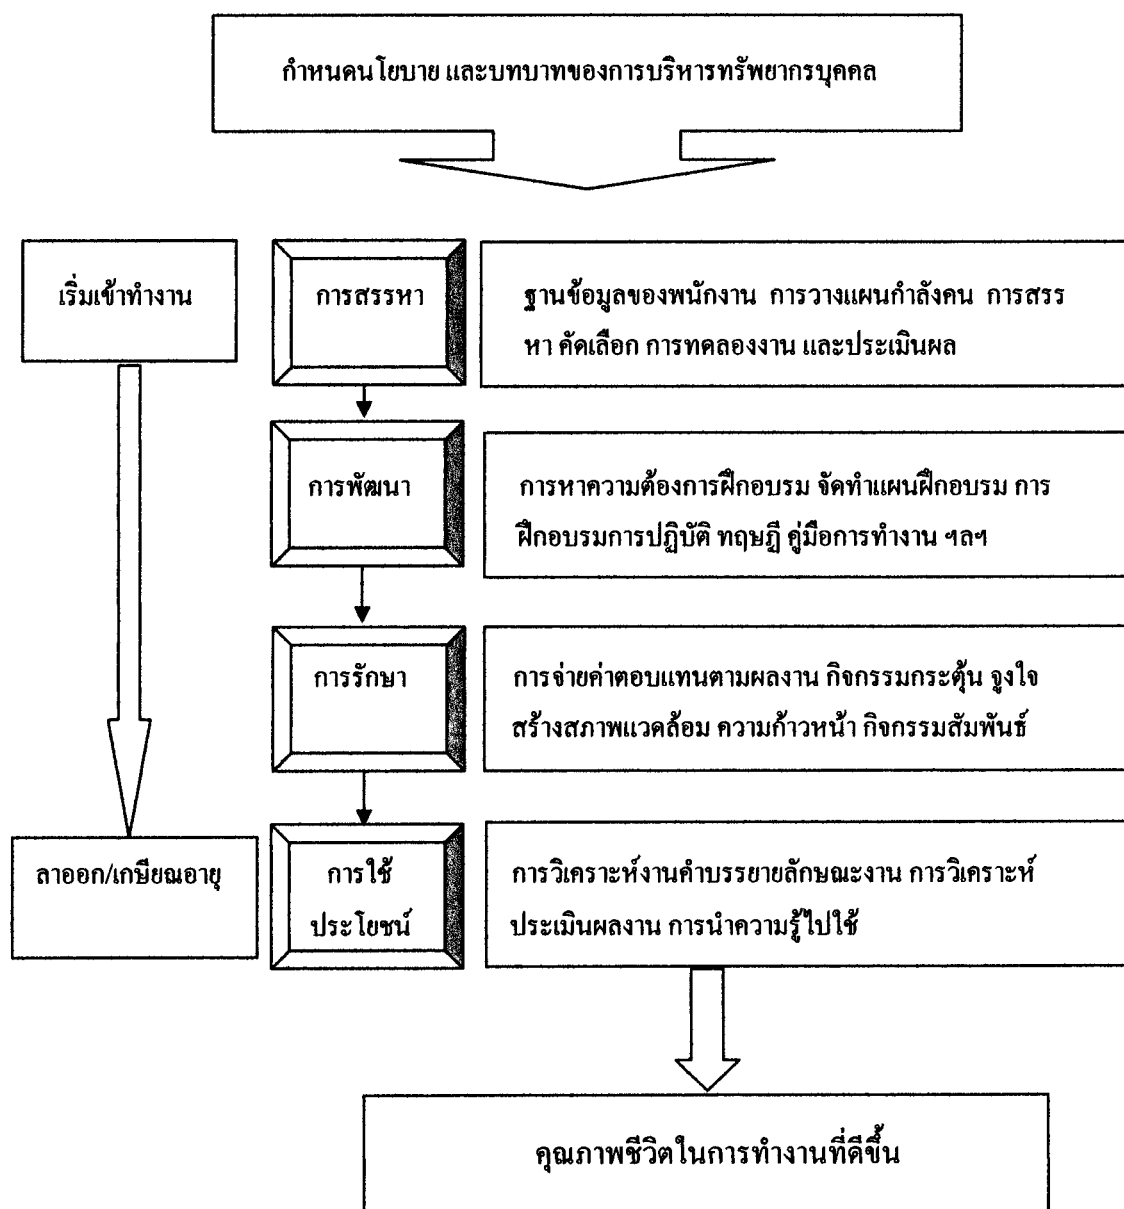 กำหนดนโยบาย และบทบาทของการบริหารทรัพยากรบุคคล
เริ่มเข้าทำงาน
การสรรหา
ฐานข้อมูลของพนักงาน การวางแผนกำลังคน การสรร
หา คัดเลือก การทดลองงาน และประเมินผล
การพัฒนา
การหาความต้องการฝึกอบรม จัดทำแผนฝึกอบรม การ
ฝึกอบรมการปฏิบัติ ทฤษฎี คู่มือการทำงาน ฯลฯ
การรักษา
การจ่ายค่าตอบแทนตามผลงาน กิจกรรมกระตุ้น จูงใจ
สร้างสภาพแวดล้อม ความก้าวหน้า กิจกรรมสัมพันธ์
ลาออก/เกษียณอายุ
การใช้
ประโยชน์
การวิเคราะห์งานคำบรรยายลักษณะงาน การวิเคราะห์
ประเมินผลงาน การนำความรู้ไปใช้
คุณภาพชีวิตในการทำงานที่ดีขึ้น